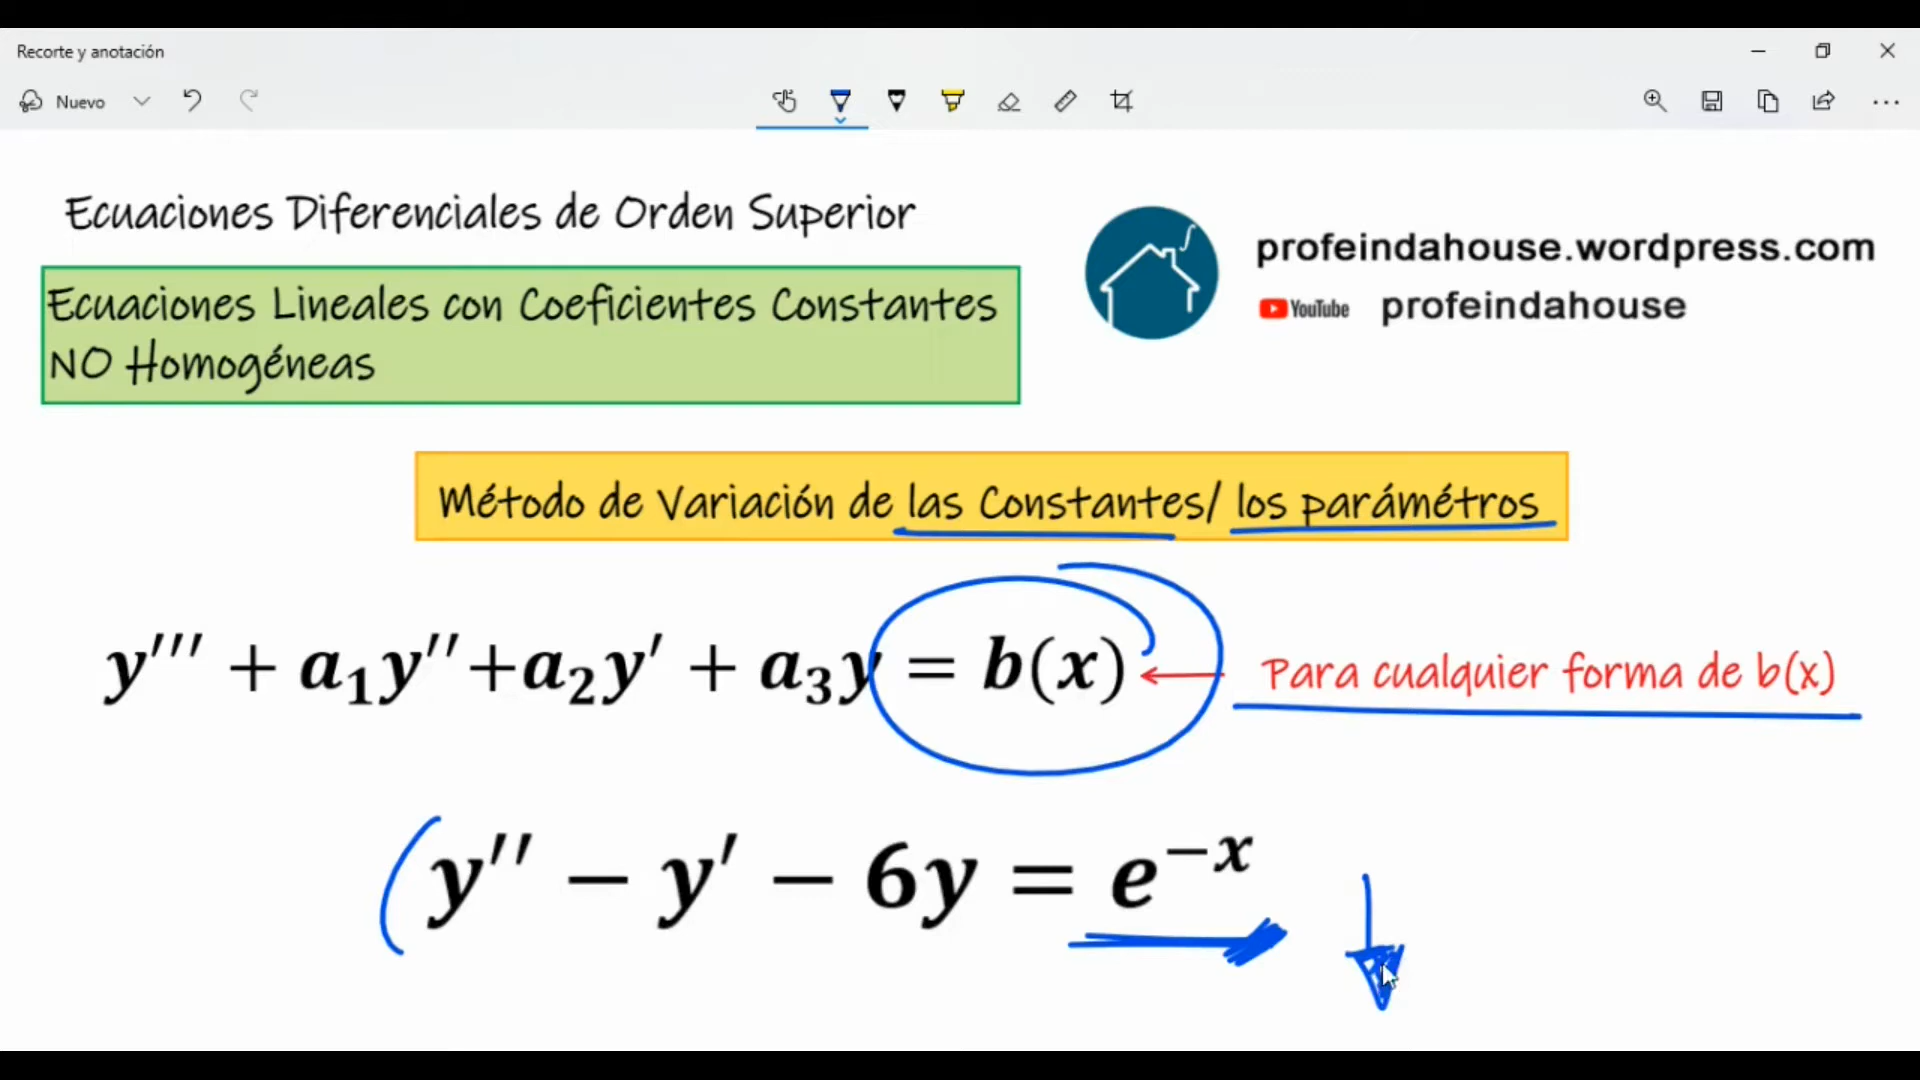 Recorte y anotación
Nuevo
Ecuaciones Diferenciales de Orden Superior
profeindahouse.wordpress.com
YouTube profeindahouse
Ecuaciones Lineales con Coeficientes Constantes
NO Homogéneas
Método de Variación de las Constantes/ los parámétros
y''' + a₁y''+a₂y' + a₃y = b(x)
Para cualquier forma de b(x)
y'' − y' − 6y = e⁻ˣ